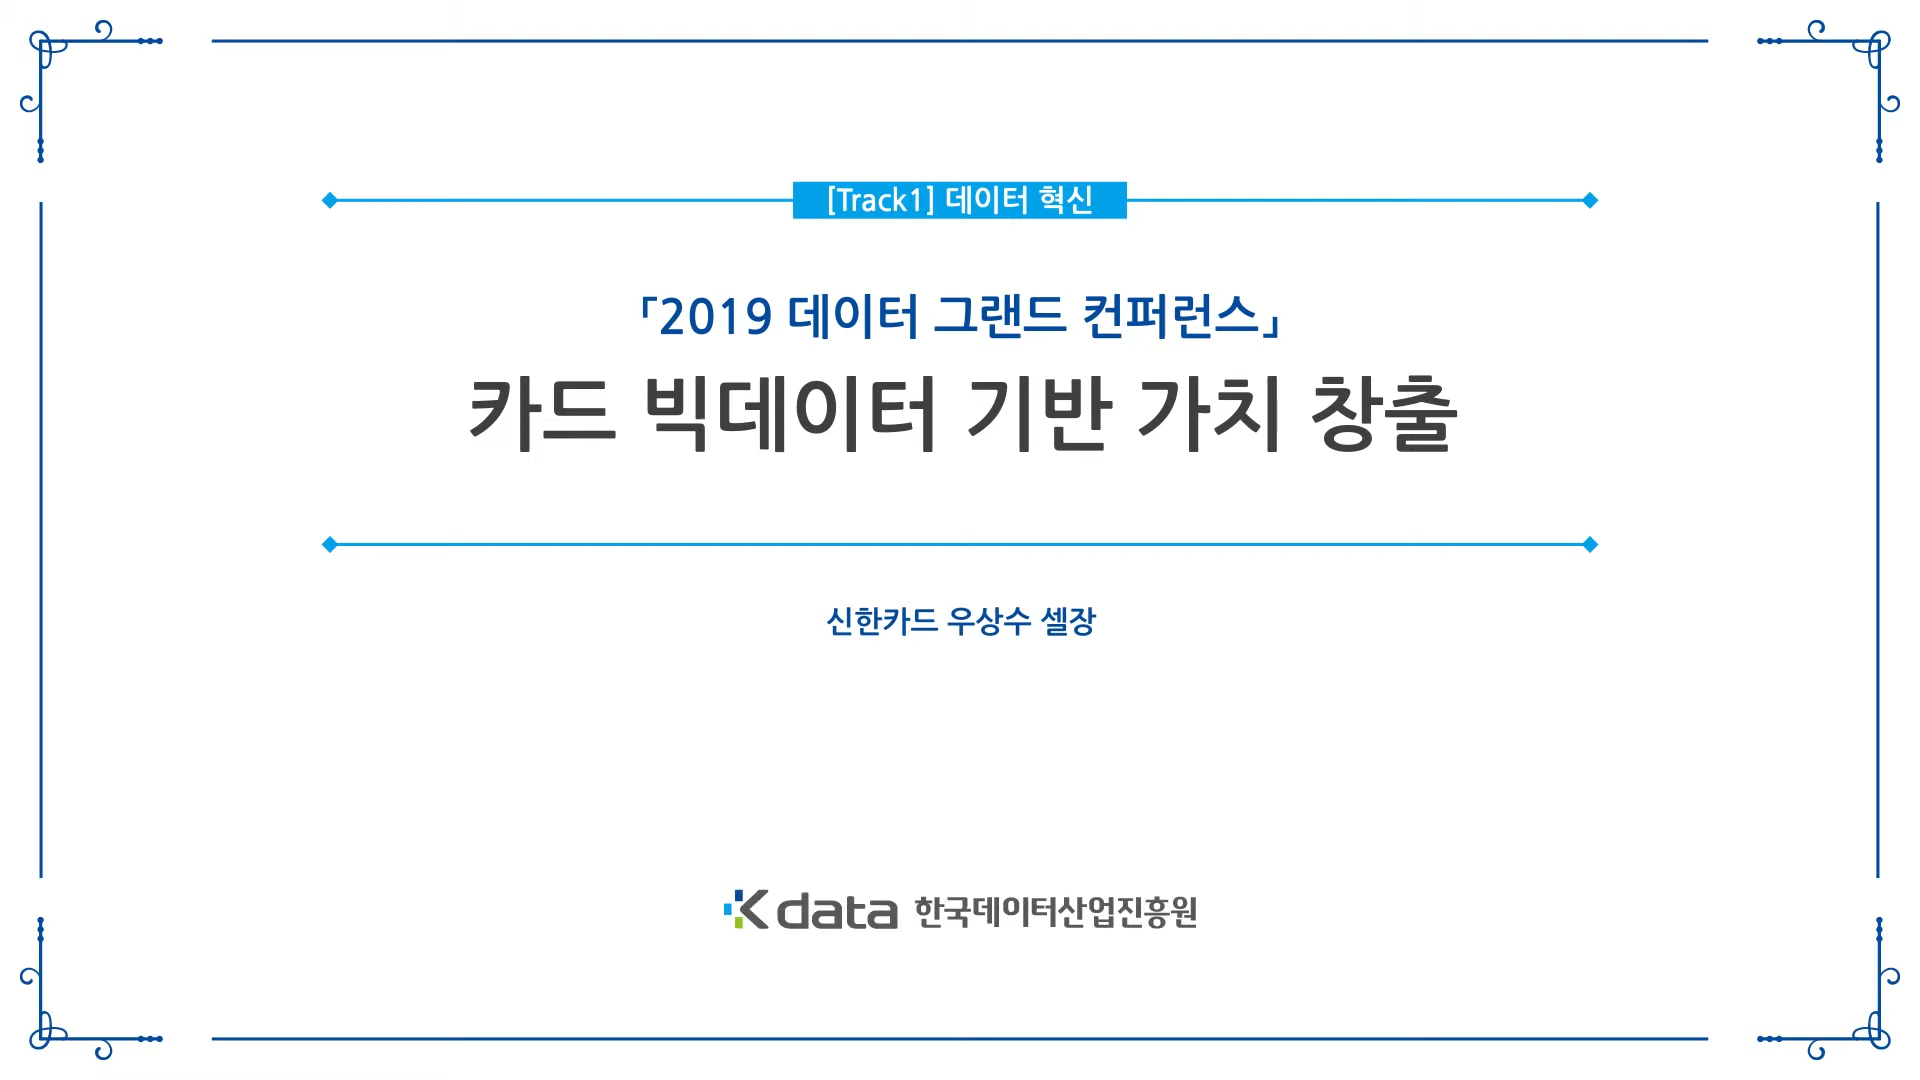 [Track1] 데이터 혁신
「2019 데이터 그랜드 컨퍼런스」
카드 빅데이터 기반 가치 창출
신한카드 우상수 셀장
Kdata 한국데이터산업진흥원